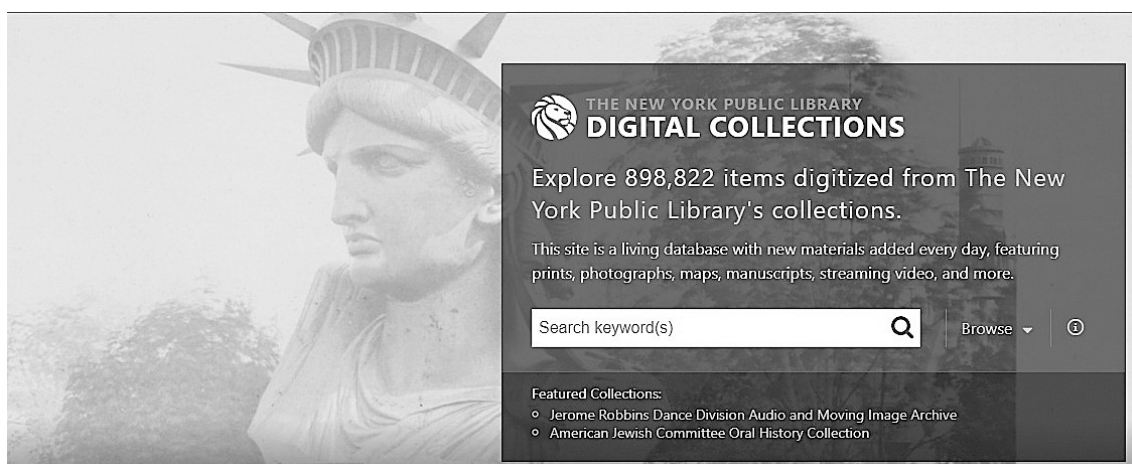 THE NEW YORK PUBLIC LIBRARY
DIGITAL COLLECTIONS
Explore 898,822 items digitized from The New
York Public Library's collections.
This site is a living database with new materials added every day, featuring
prints, photographs, maps, manuscripts, streaming video, and more.
Search keyword(s)
Browse
Featured Collections:
Jerome Robbins Dance Division Audio and Moving Image Archive
American Jewish Committee Oral History Collection